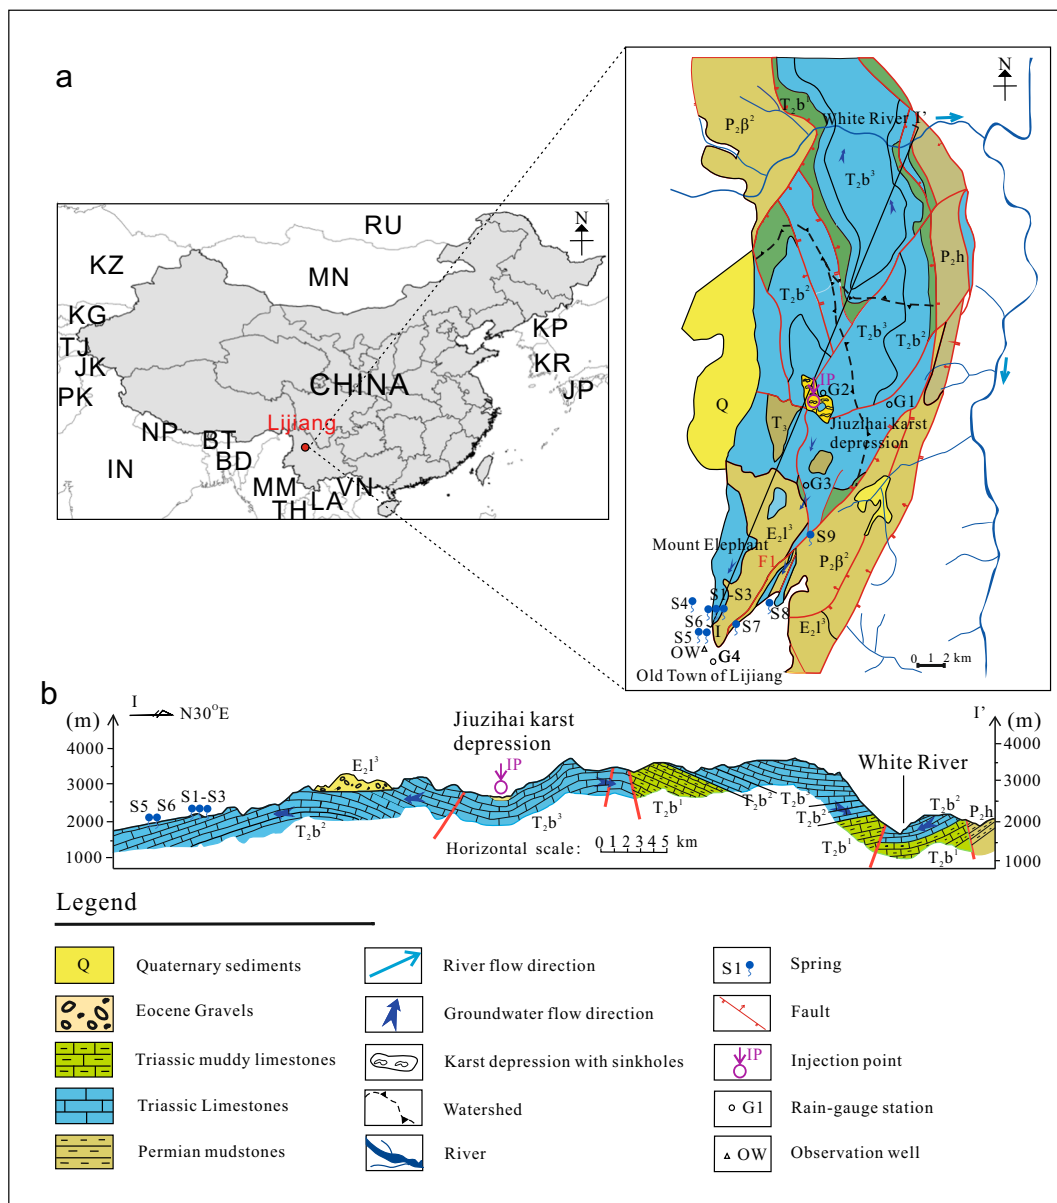 a
N
RU
KZ
MN
KG
TJ
JK
PK
KP
KR
JP
CHINA
Lijiang
NP
BT
BD
IN
MM
LA
VN
TH
N
T₂b¹
P₂β²
White River I’
T₂b³
P₂h
T₂b²
T₂b³
T₂b²
IP
G2
G1
Q
T₃
Jiuzihai karst
depression
G3
E₂l³
S9
Mount Elephant
F1
P₂β²
S4
S1-S3
S8
S6
S7
S5
I
E₂l³
OW
G4
0 1 2 km
Old Town of Lijiang
b
I
N30°E
I’
(m)
(m)
Jiuzihai karst
depression
4000
4000
IP
White River
E₂l³
3000
3000
S5 S6 S1-S3
2000
2000
1000
1000
T₂b²
T₂b³
T₂b¹
T₂b²
T₂b³
T₂b²
T₂b¹
T₂b²
T₂b¹
P₂h
Horizontal scale: 0 1 2 3 4 5 km
Legend
Q Quaternary sediments
River flow direction
S1 Spring
Eocene Gravels
Groundwater flow direction
Fault
Triassic muddy limestones
Karst depression with sinkholes
IP Injection point
Triassic Limestones
Watershed
G1 Rain-gauge station
Permian mudstones
River
OW Observation well